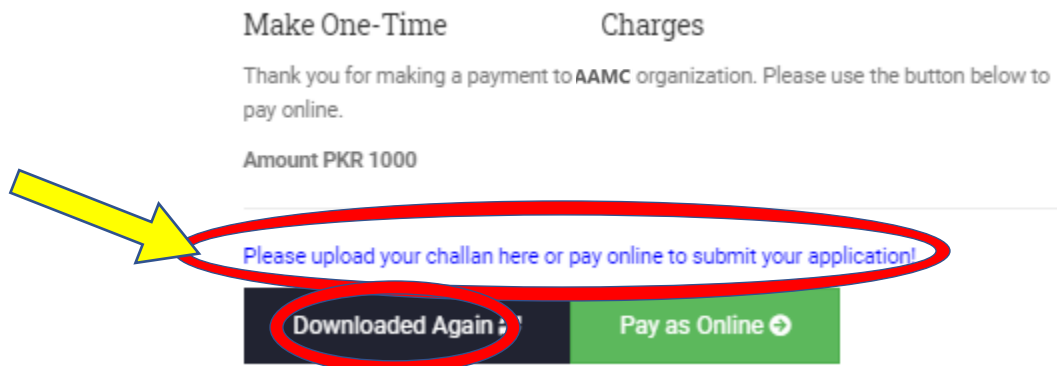 Make One-Time Charges
Thank you for making a payment to AAMC organization. Please use the button below to
pay online.
Amount PKR 1000
Please upload your challan here or pay online to submit your application!
Downloaded Again
Pay as Online